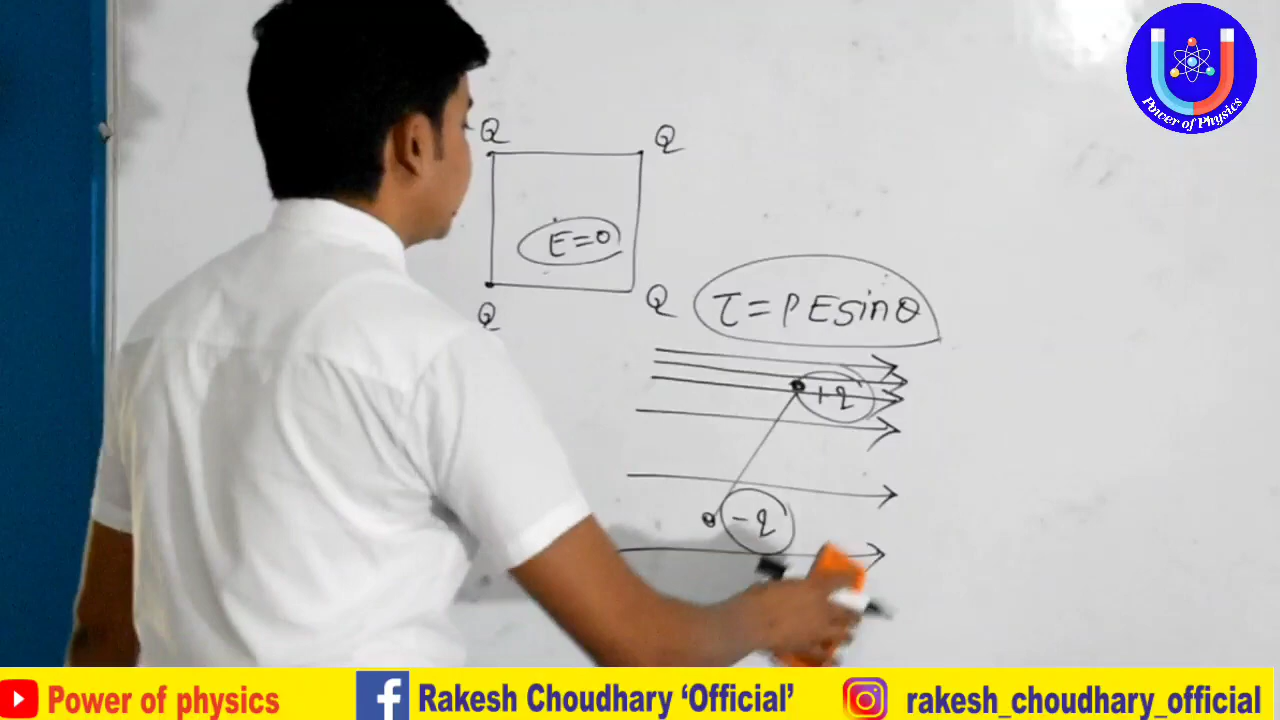 Power of Physics
Q Q
E=0
Q Q
τ=PEsinθ
+q
-q
Power of physics
Rakesh Choudhary ‘Official’
rakesh_choudhary_official